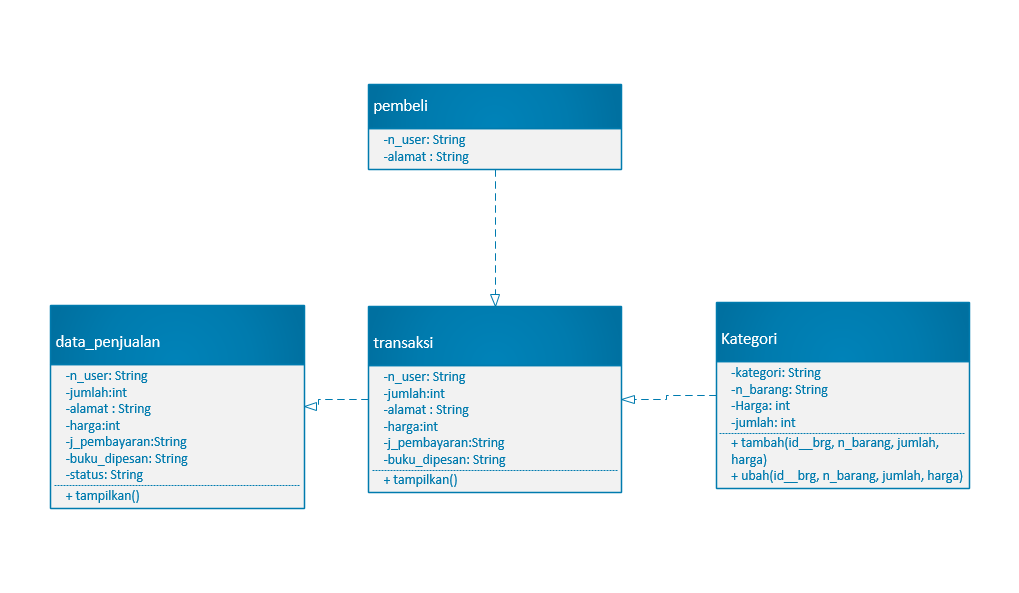 pembeli
-n_user: String
-alamat : String
data_penjualan
-n_user: String
-jumlah:int
-alamat : String
-harga:int
-j_pembayaran:String
-buku_dipesan: String
-status: String
+ tampilkan()
transaksi
-n_user: String
-jumlah:int
-alamat : String
-harga:int
-j_pembayaran:String
-buku_dipesan: String
+ tampilkan()
Kategori
-kategori: String
-n_barang: String
-Harga: int
-jumlah: int
+ tambah(id__brg, n_barang, jumlah,
harga)
+ ubah(id__brg, n_barang, jumlah, harga)